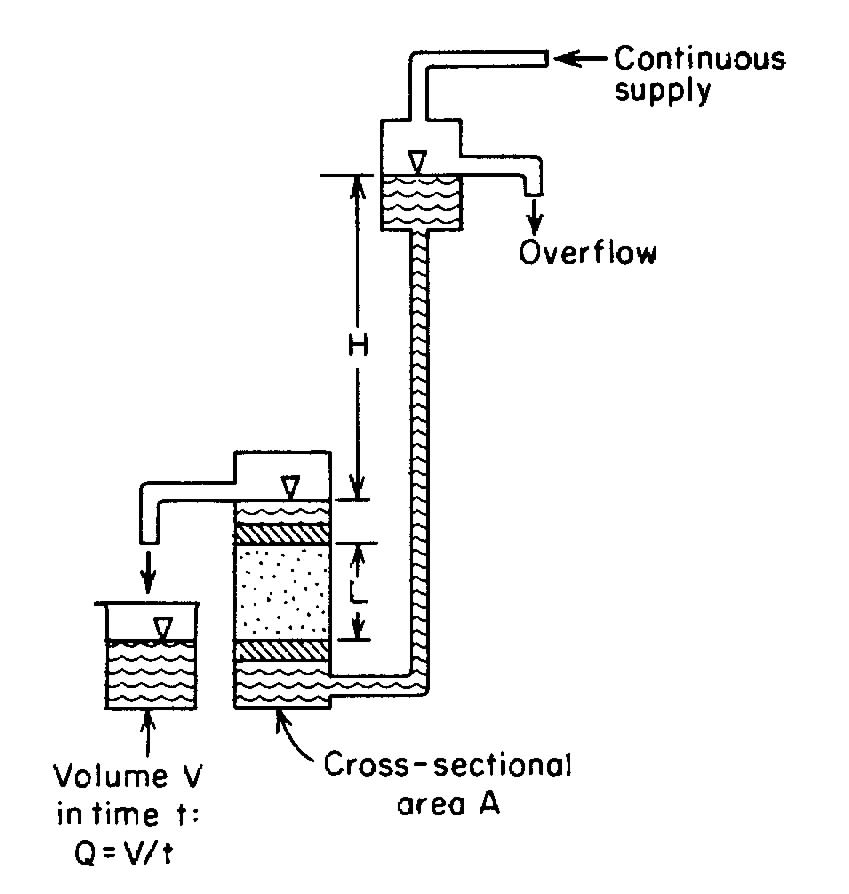 Continuous
supply
Overflow
H
L
Cross-sectional
area A
Volume V
in time t:
Q = V/t